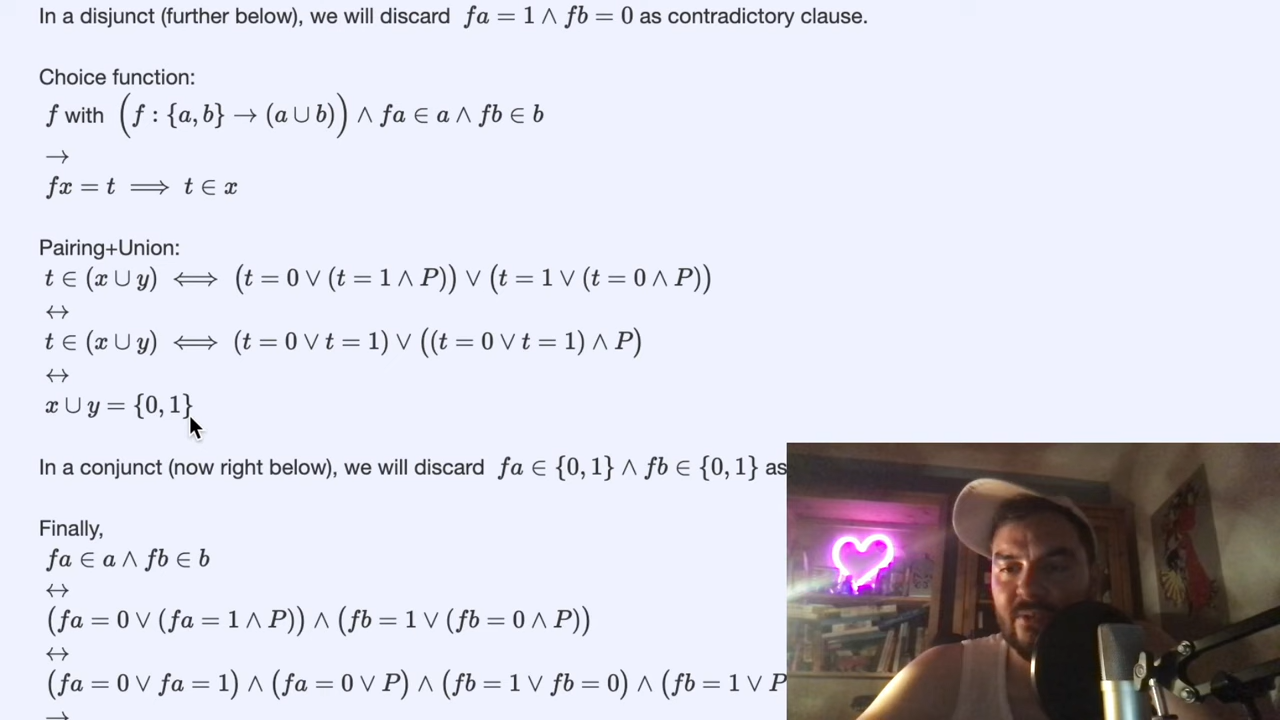 In a disjunct (further below), we will discard fa = 1 ∧ fb = 0 as contradictory clause.
Choice function:
f with (f : {a, b} → (a ∪ b)) ∧ fa ∈ a ∧ fb ∈ b
→
fx = t ⟹ t ∈ x
Pairing+Union:
t ∈ (x ∪ y) ⟺ (t = 0 ∨ (t = 1 ∧ P)) ∨ (t = 1 ∨ (t = 0 ∧ P))
↔
t ∈ (x ∪ y) ⟺ (t = 0 ∨ t = 1) ∨ ((t = 0 ∨ t = 1) ∧ P)
↔
x ∪ y = {0, 1}
In a conjunct (now right below), we will discard fa ∈ {0, 1} ∧ fb ∈ {0, 1} as
Finally,
fa ∈ a ∧ fb ∈ b
↔
(fa = 0 ∨ (fa = 1 ∧ P)) ∧ (fb = 1 ∨ (fb = 0 ∧ P))
↔
(fa = 0 ∨ fa = 1) ∧ (fa = 0 ∨ P) ∧ (fb = 1 ∨ fb = 0) ∧ (fb = 1 ∨ P
→